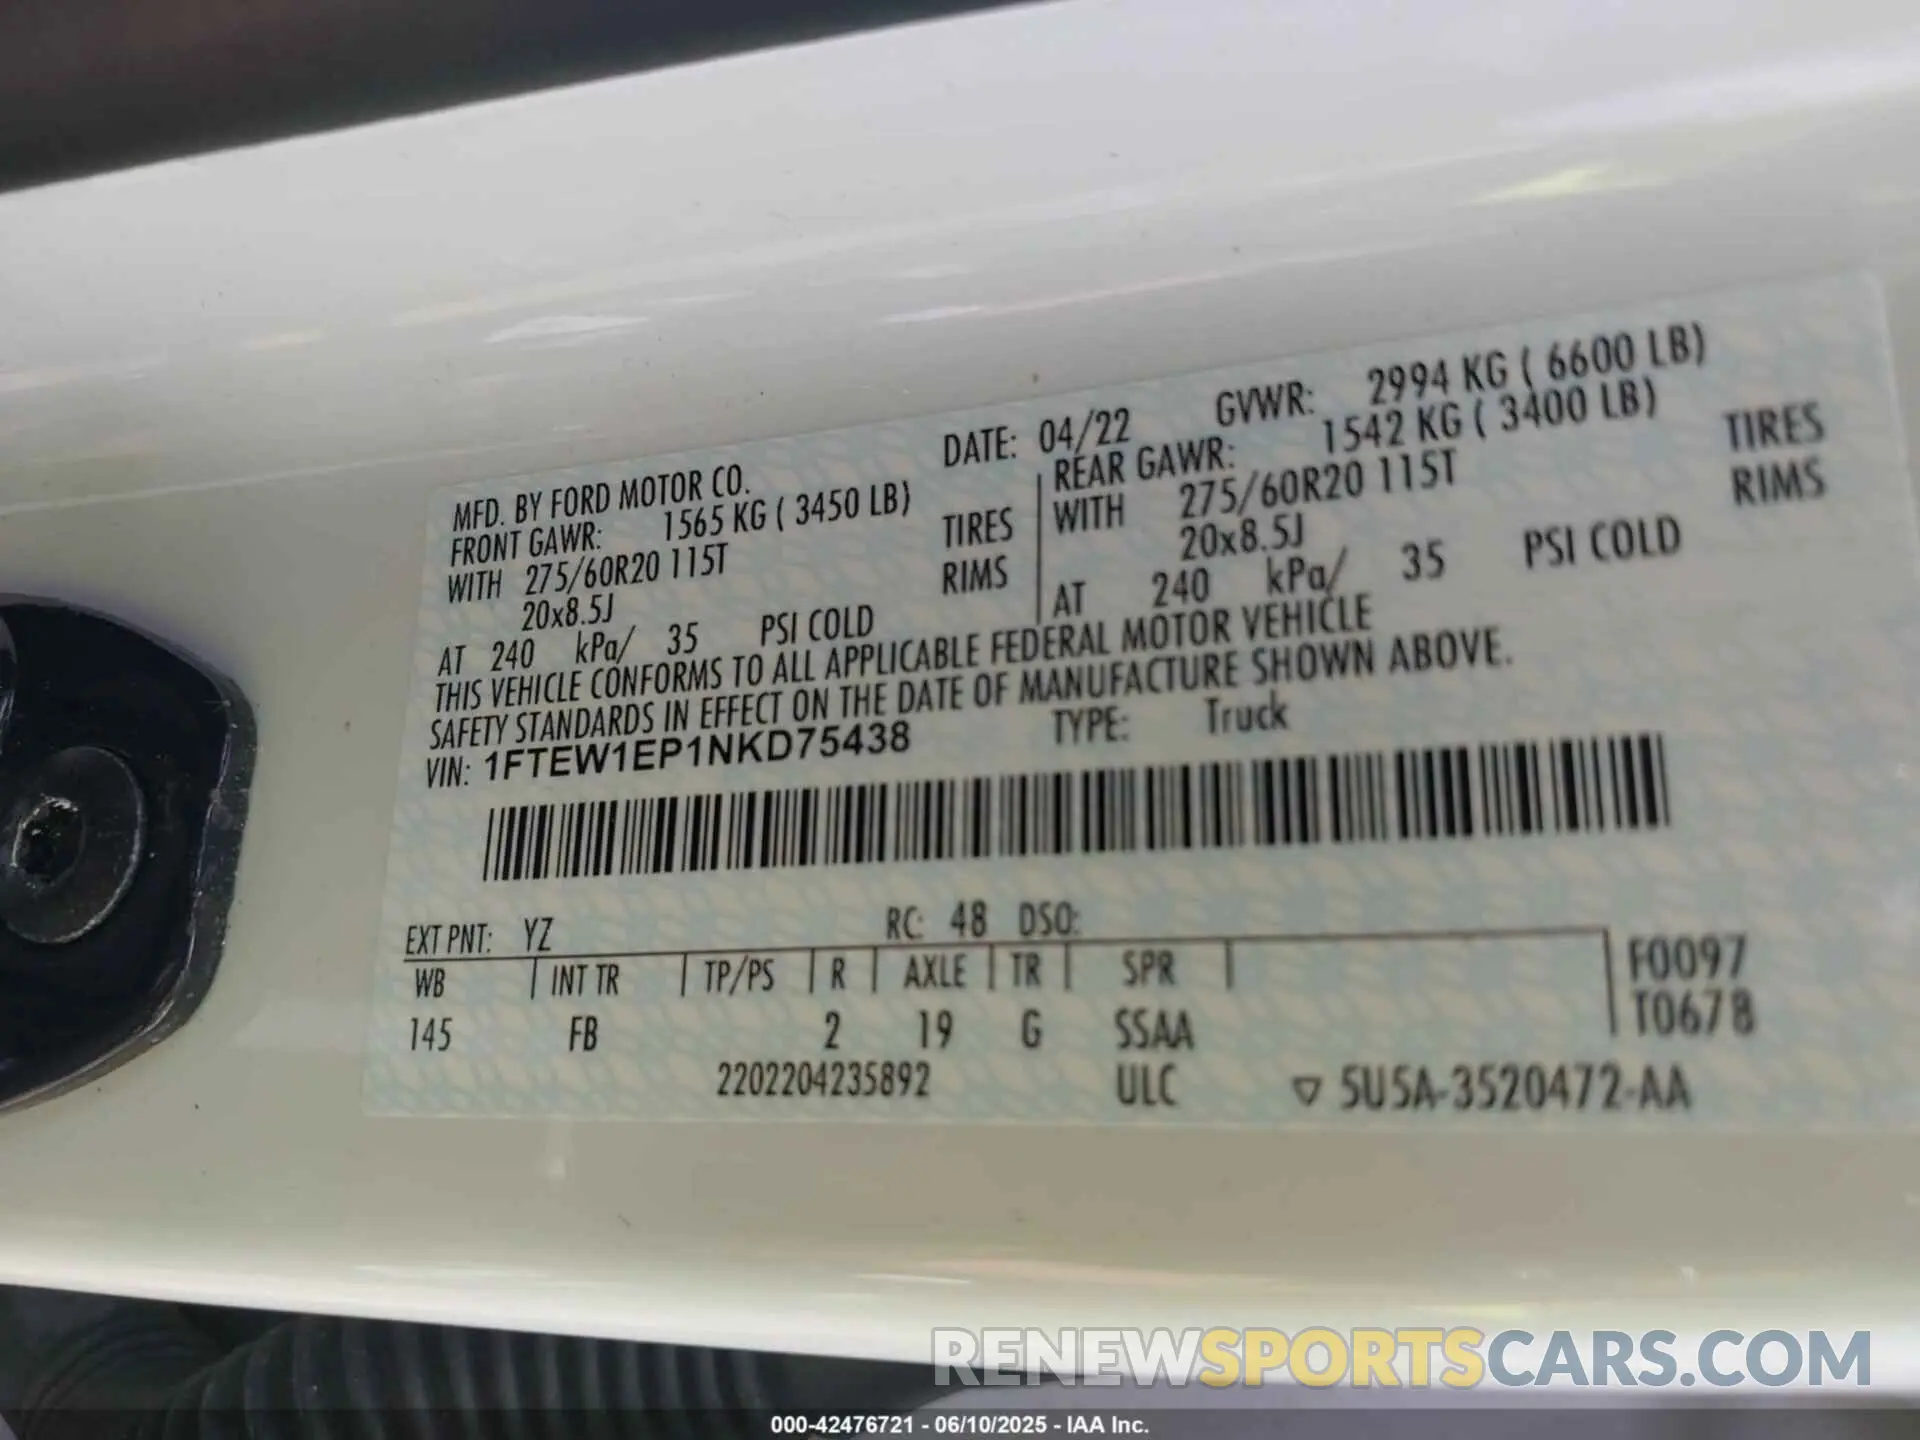 MFD. BY FORD MOTOR CO.
DATE: 04/22 GVWR: 2994 KG ( 6600 LB)
FRONT GAWR: 1565 KG ( 3450 LB)
REAR GAWR: 1542 KG ( 3400 LB)
WITH 275/60R20 115T TIRES
WITH 275/60R20 115T TIRES
20x8.5J RIMS
20x8.5J RIMS
AT 240 kPa/ 35 PSI COLD
AT 240 kPa/ 35 PSI COLD
THIS VEHICLE CONFORMS TO ALL APPLICABLE FEDERAL MOTOR VEHICLE
SAFETY STANDARDS IN EFFECT ON THE DATE OF MANUFACTURE SHOWN ABOVE.
VIN: 1FTEW1EP1NKD75438 TYPE: Truck
EXT PNT: YZ RC: 48 DSO:
WB INT TR TP/PS R AXLE TR SPR F0097
145 FB 2 19 G SSAA T0678
2202204235892 ULC ▽ 5U5A-3520472-AA
RENEWSPORTSCARS.COM
000-42476721 - 06/10/2025 - IAA Inc.